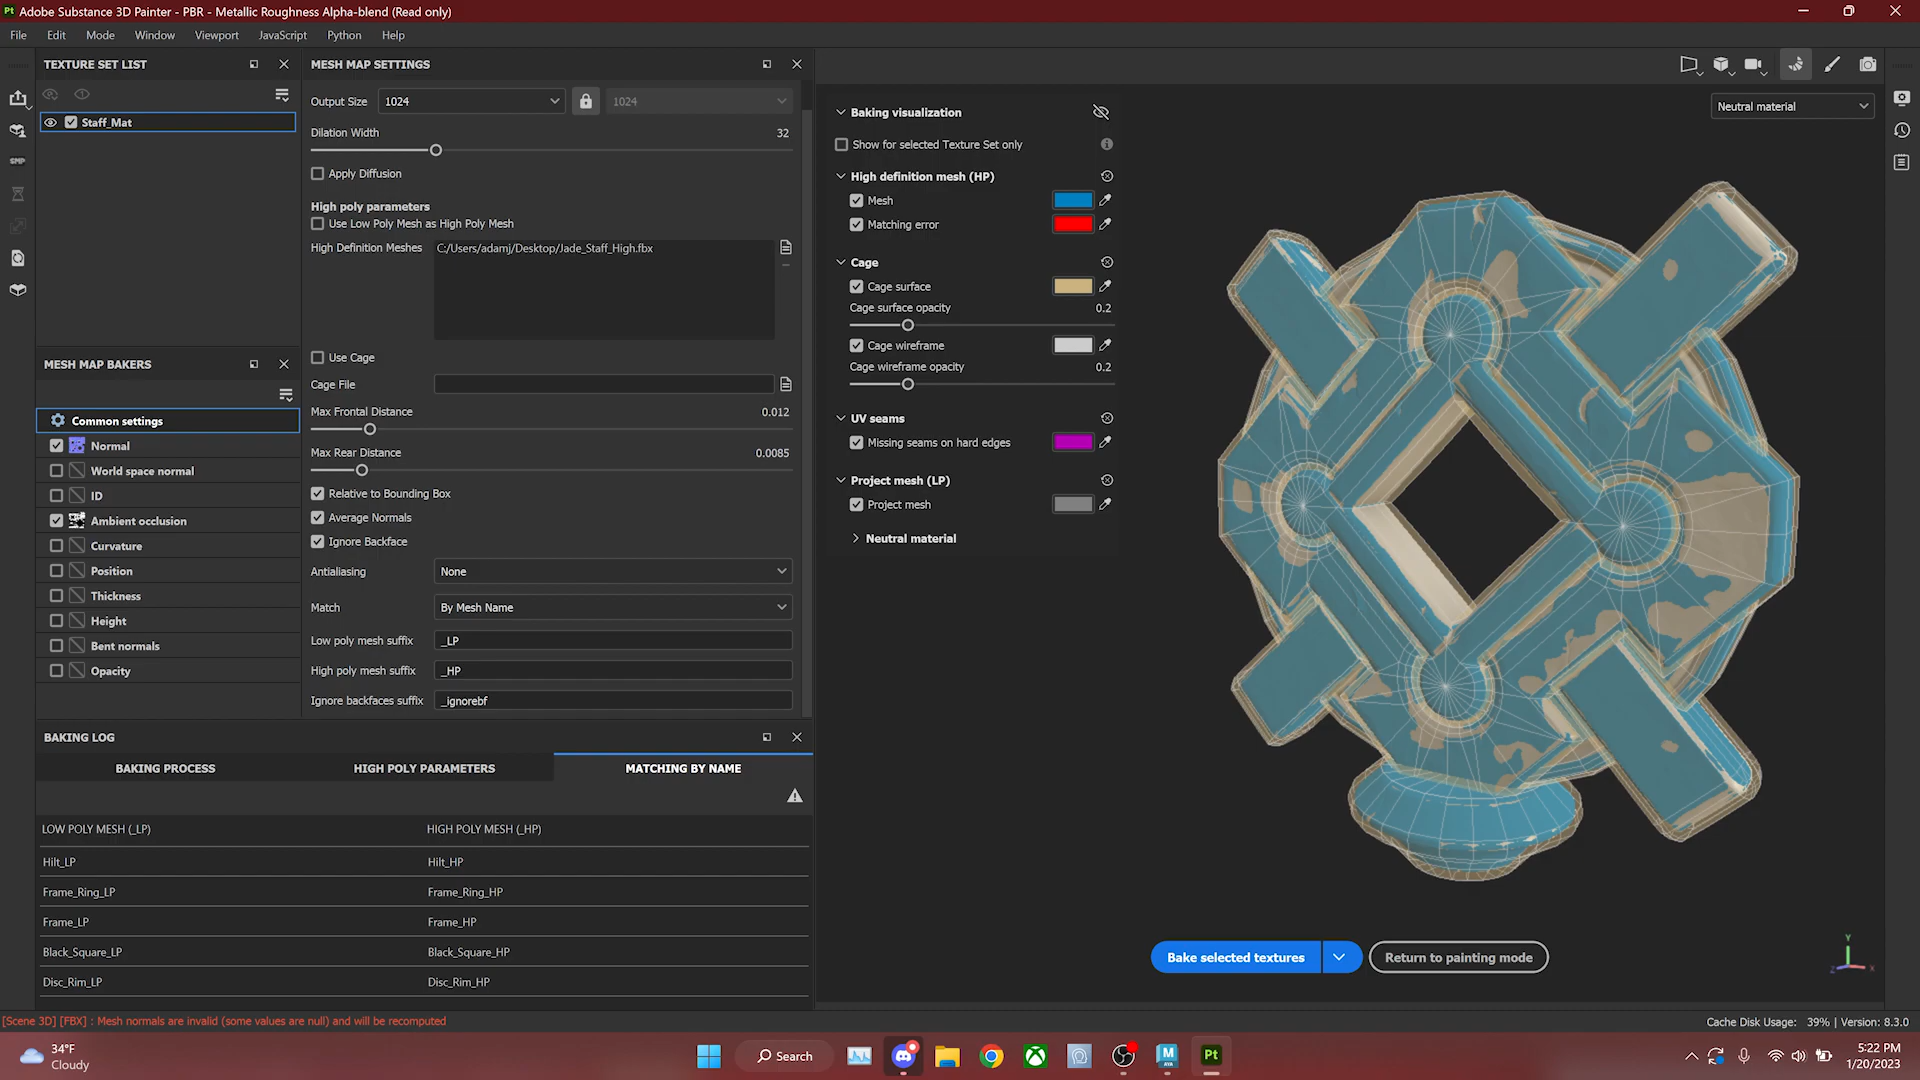 Pt Adobe Substance 3D Painter - PBR - Metallic Roughness Alpha-blend (Read only)
File Edit Mode Window Viewport JavaScript Python Help
TEXTURE SET LIST
Staff_Mat
MESH MAP BAKERS
Common settings
Normal
World space normal
ID
Ambient occlusion
Curvature
Position
Thickness
Height
Bent normals
Opacity
MESH MAP SETTINGS
Output Size 1024 1024
Dilation Width 32
Apply Diffusion
High poly parameters
Use Low Poly Mesh as High Poly Mesh
High Definition Meshes C:/Users/adamj/Desktop/Jade_Staff_High.fbx
Use Cage
Cage File
Max Frontal Distance 0.012
Max Rear Distance 0.0085
Relative to Bounding Box
Average Normals
Ignore Backface
Antialiasing None
Match By Mesh Name
Low poly mesh suffix _LP
High poly mesh suffix _HP
Ignore backfaces suffix _ignorebf
BAKING LOG
BAKING PROCESS HIGH POLY PARAMETERS MATCHING BY NAME
LOW POLY MESH (_LP) HIGH POLY MESH (_HP)
Hilt_LP Hilt_HP
Frame_Ring_LP Frame_Ring_HP
Frame_LP Frame_HP
Black_Square_LP Black_Square_HP
Disc_Rim_LP Disc_Rim_HP
Baking visualization
Show for selected Texture Set only
High definition mesh (HP)
Mesh
Matching error
Cage
Cage surface
Cage surface opacity 0.2
Cage wireframe
Cage wireframe opacity 0.2
UV seams
Missing seams on hard edges
Project mesh (LP)
Project mesh
Neutral material
Neutral material
Bake selected textures
Return to painting mode
Y
Z X
[Scene 3D] [FBX] : Mesh normals are invalid (some values are null) and will be recomputed
Cache Disk Usage: 39% | Version: 8.3.0
34°F
Cloudy
Search
Pt
5:22 PM
1/20/2023